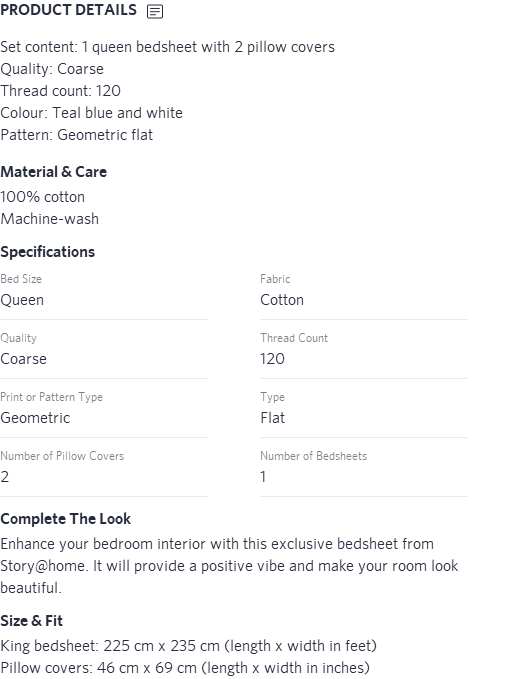 PRODUCT DETAILS
Set content: 1 queen bedsheet with 2 pillow covers
Quality: Coarse
Thread count: 120
Colour: Teal blue and white
Pattern: Geometric flat
Material & Care
100% cotton
Machine-wash
Specifications
Bed Size
Queen
Fabric
Cotton
Quality
Coarse
Thread Count
120
Print or Pattern Type
Geometric
Type
Flat
Number of Pillow Covers
2
Number of Bedsheets
1
Complete The Look
Enhance your bedroom interior with this exclusive bedsheet from
Story@home. It will provide a positive vibe and make your room look
beautiful.
Size & Fit
King bedsheet: 225 cm x 235 cm (length x width in feet)
Pillow covers: 46 cm x 69 cm (length x width in inches)